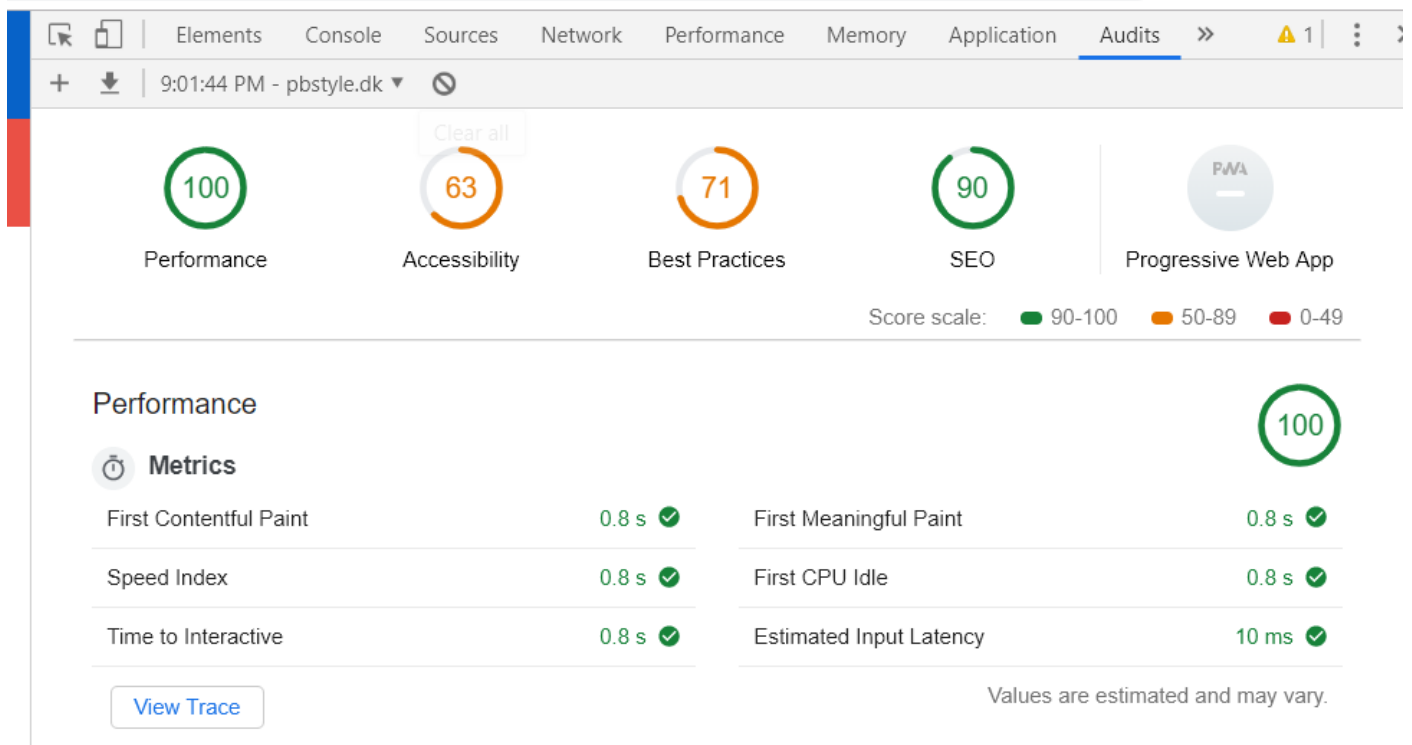 Elements Console Sources Network Performance Memory Application Audits » 1
+ 9:01:44 PM - pbstyle.dk ▼
Clear all
100 63 71 90 PWA
Performance Accessibility Best Practices SEO Progressive Web App
Score scale: 90-100 50-89 0-49
Performance 100
Metrics
First Contentful Paint 0.8 s First Meaningful Paint 0.8 s
Speed Index 0.8 s First CPU Idle 0.8 s
Time to Interactive 0.8 s Estimated Input Latency 10 ms
View Trace Values are estimated and may vary.